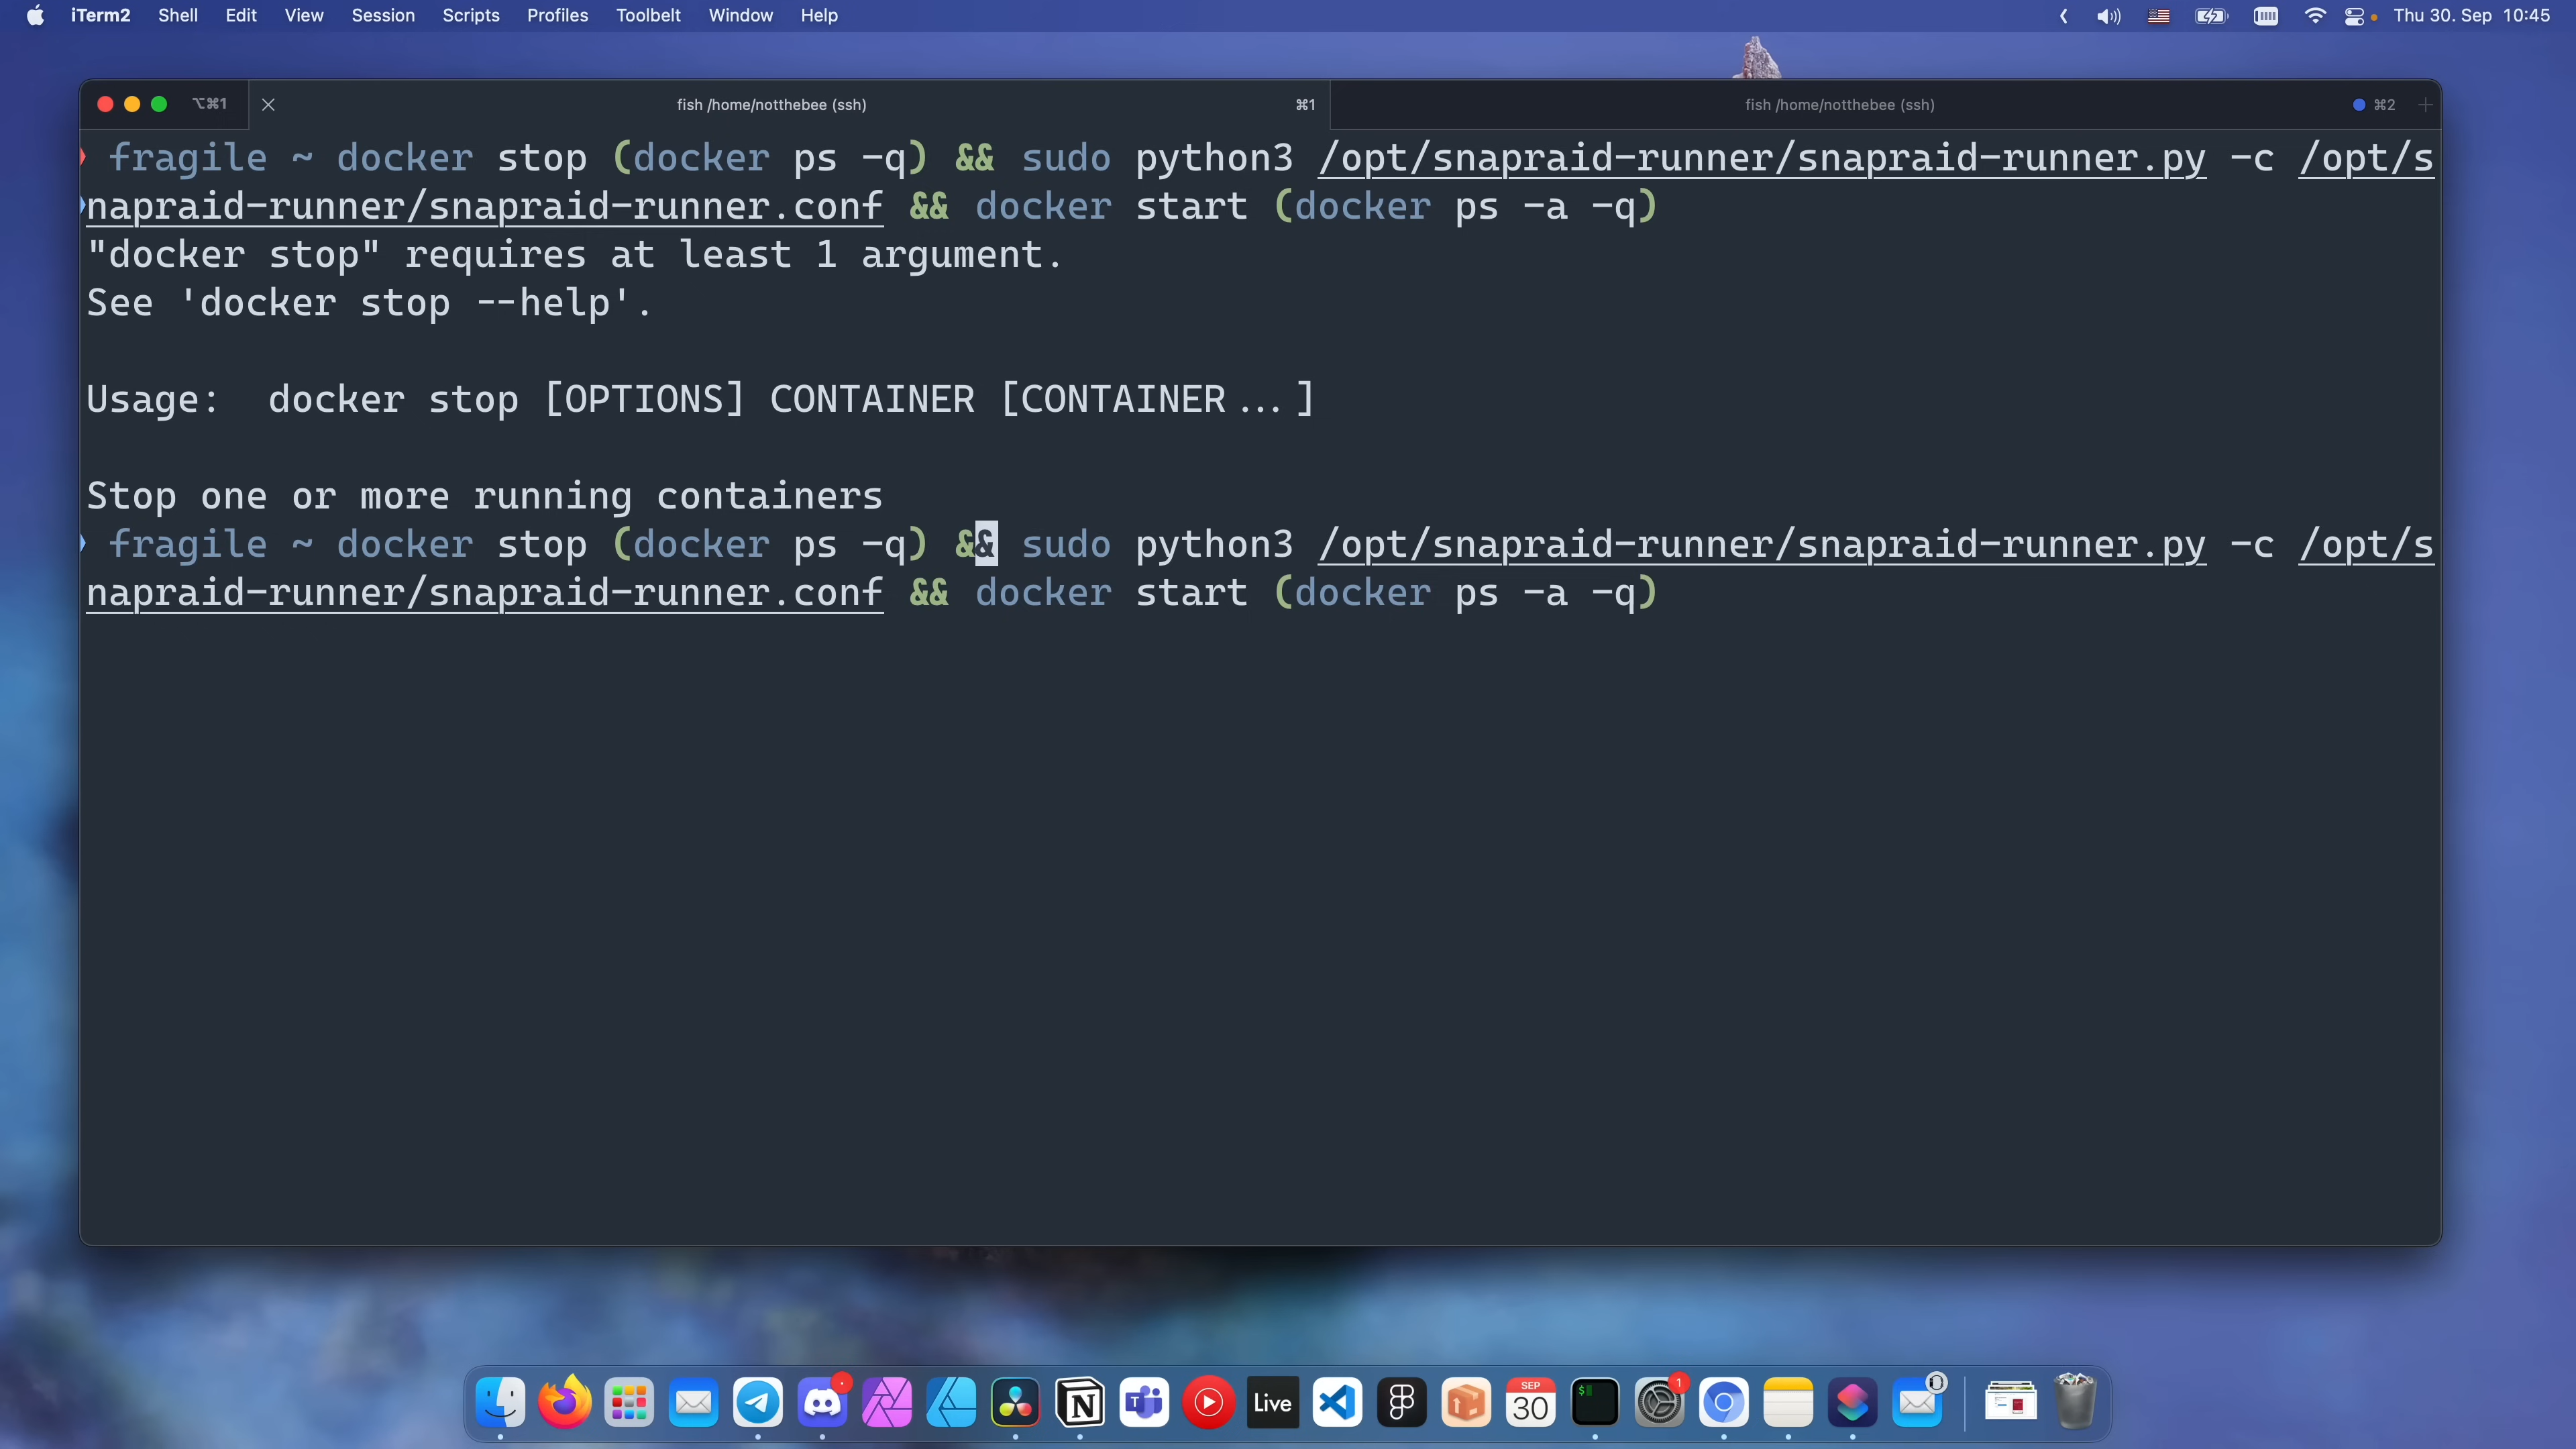 iTerm2 Shell Edit View Session Scripts Profiles Toolbelt Window Help Thu 30. Sep 10:45
⌥⌘1 fish /home/notthebee (ssh) ⌘1 fish /home/notthebee (ssh) ⌘2
fragile ~ docker stop (docker ps -q) && sudo python3 /opt/snapraid-runner/snapraid-runner.py -c /opt/s
napraid-runner/snapraid-runner.conf && docker start (docker ps -a -q)
"docker stop" requires at least 1 argument.
See 'docker stop --help'.
Usage:  docker stop [OPTIONS] CONTAINER [CONTAINER...]
Stop one or more running containers
fragile ~ docker stop (docker ps -q) && sudo python3 /opt/snapraid-runner/snapraid-runner.py -c /opt/s
napraid-runner/snapraid-runner.conf && docker start (docker ps -a -q)
N T Live SEP 30 $ 1